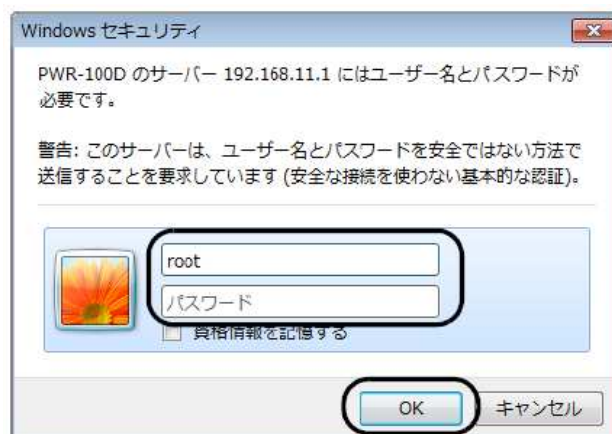 Windows セキュリティ
PWR-100D のサーバー 192.168.11.1 にはユーザー名とパスワードが
必要です。
警告: このサーバーは、ユーザー名とパスワードを安全ではない方法で
送信することを要求しています (安全な接続を使わない基本的な認証)。
root
パスワード
資格情報を記憶する
OK
キャンセル